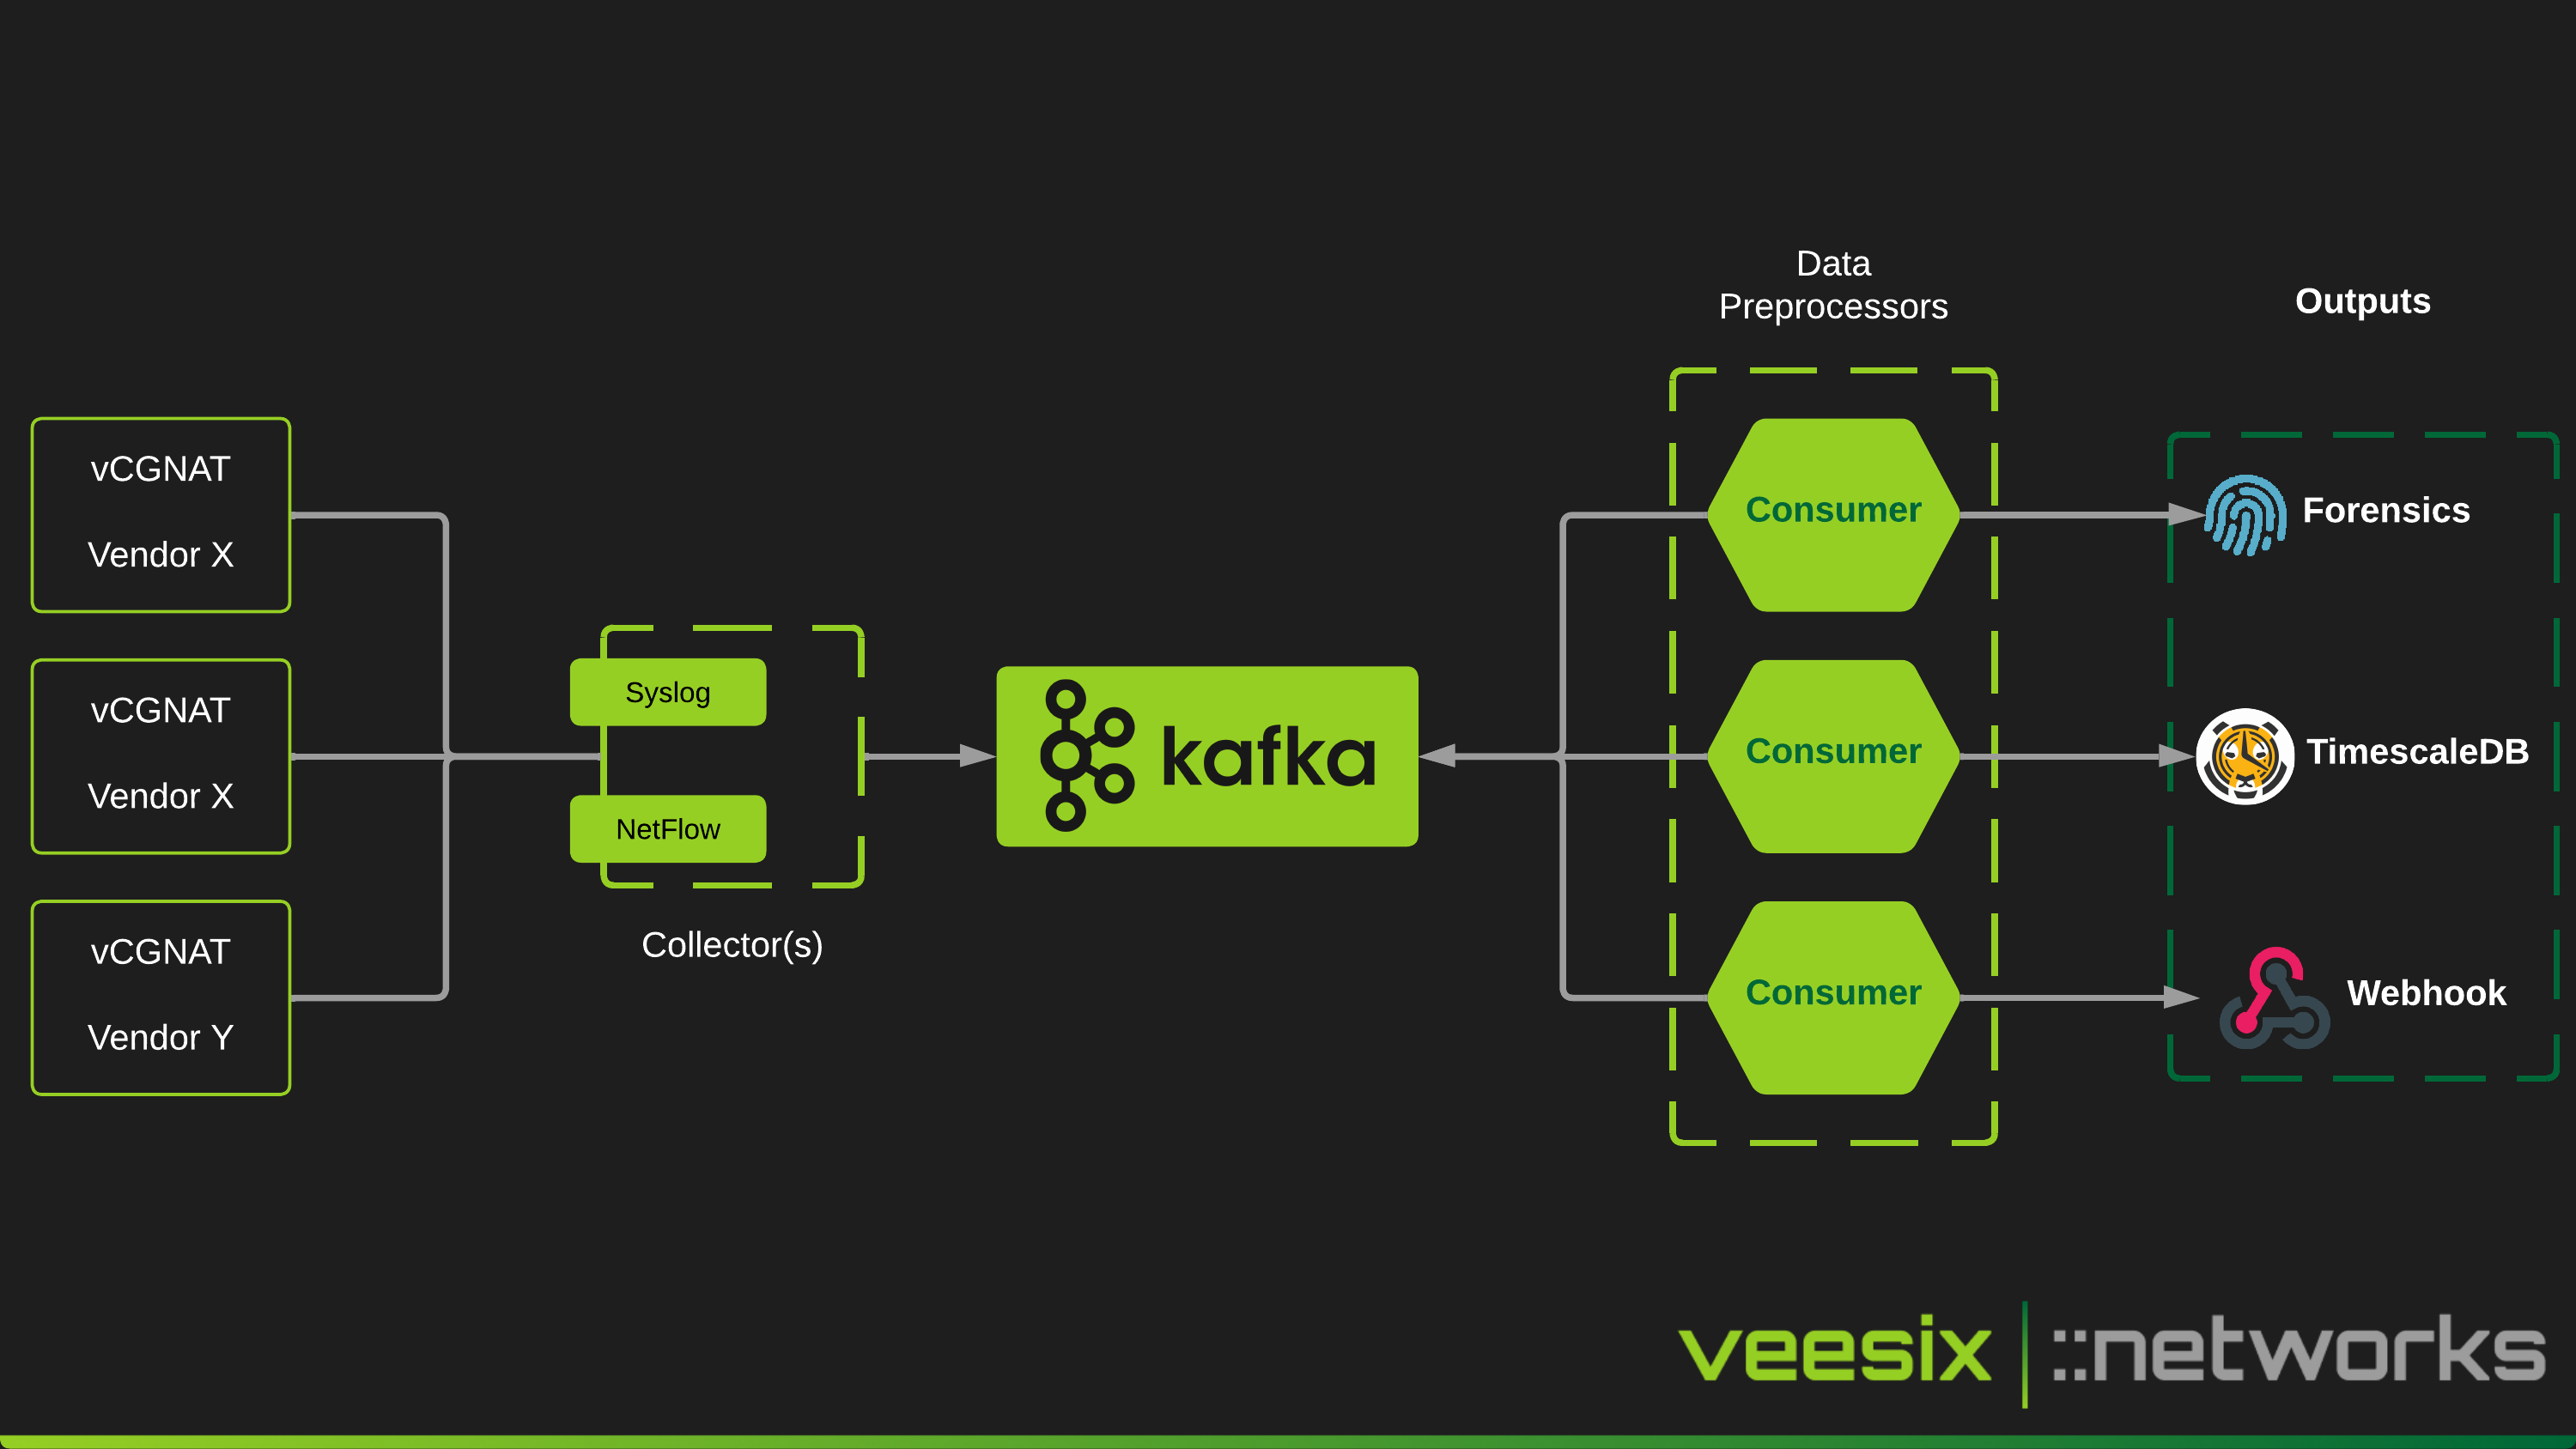 Data
Preprocessors
Outputs
vCGNAT
Vendor X
Consumer
Forensics
vCGNAT
Vendor X
Syslog
NetFlow
Collector(s)
kafka
Consumer
TimescaleDB
vCGNAT
Vendor Y
Consumer
Webhook
veesix | ::networks